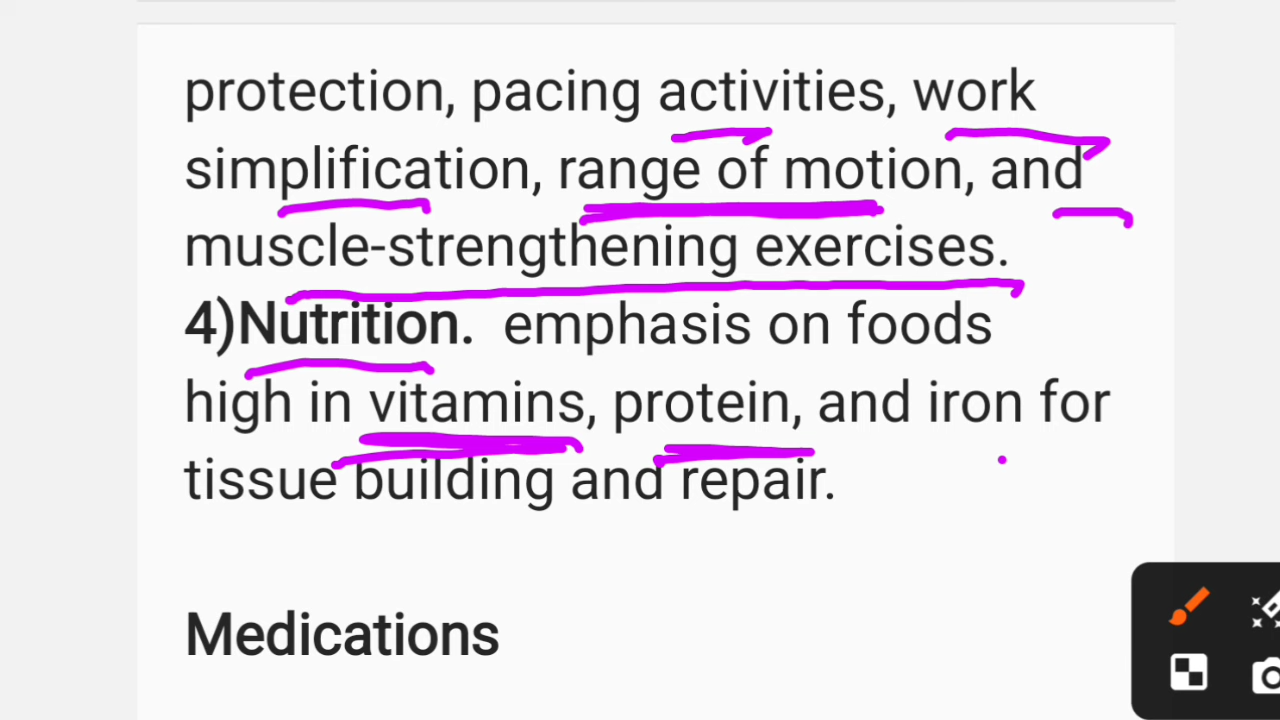 protection, pacing activities, work
simplification, range of motion, and
muscle-strengthening exercises.
4)Nutrition. emphasis on foods
high in vitamins, protein, and iron for
tissue building and repair.
Medications